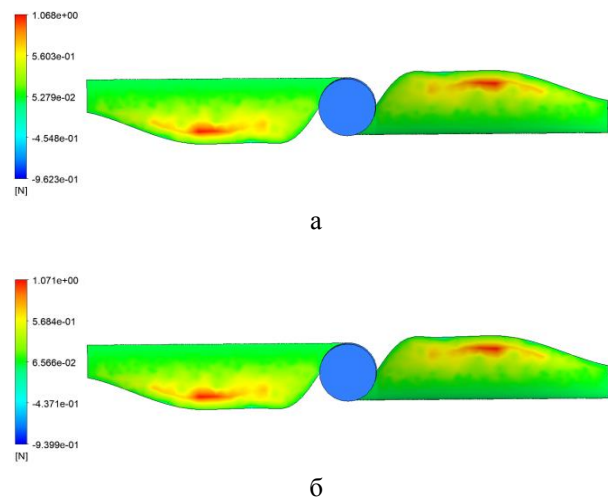 1.068e+00
5.603e-01
5.279e-02
-4.548e-01
-9.623e-01
[N]
а
1.071e+00
5.684e-01
6.566e-02
-4.371e-01
-9.399e-01
[N]
б